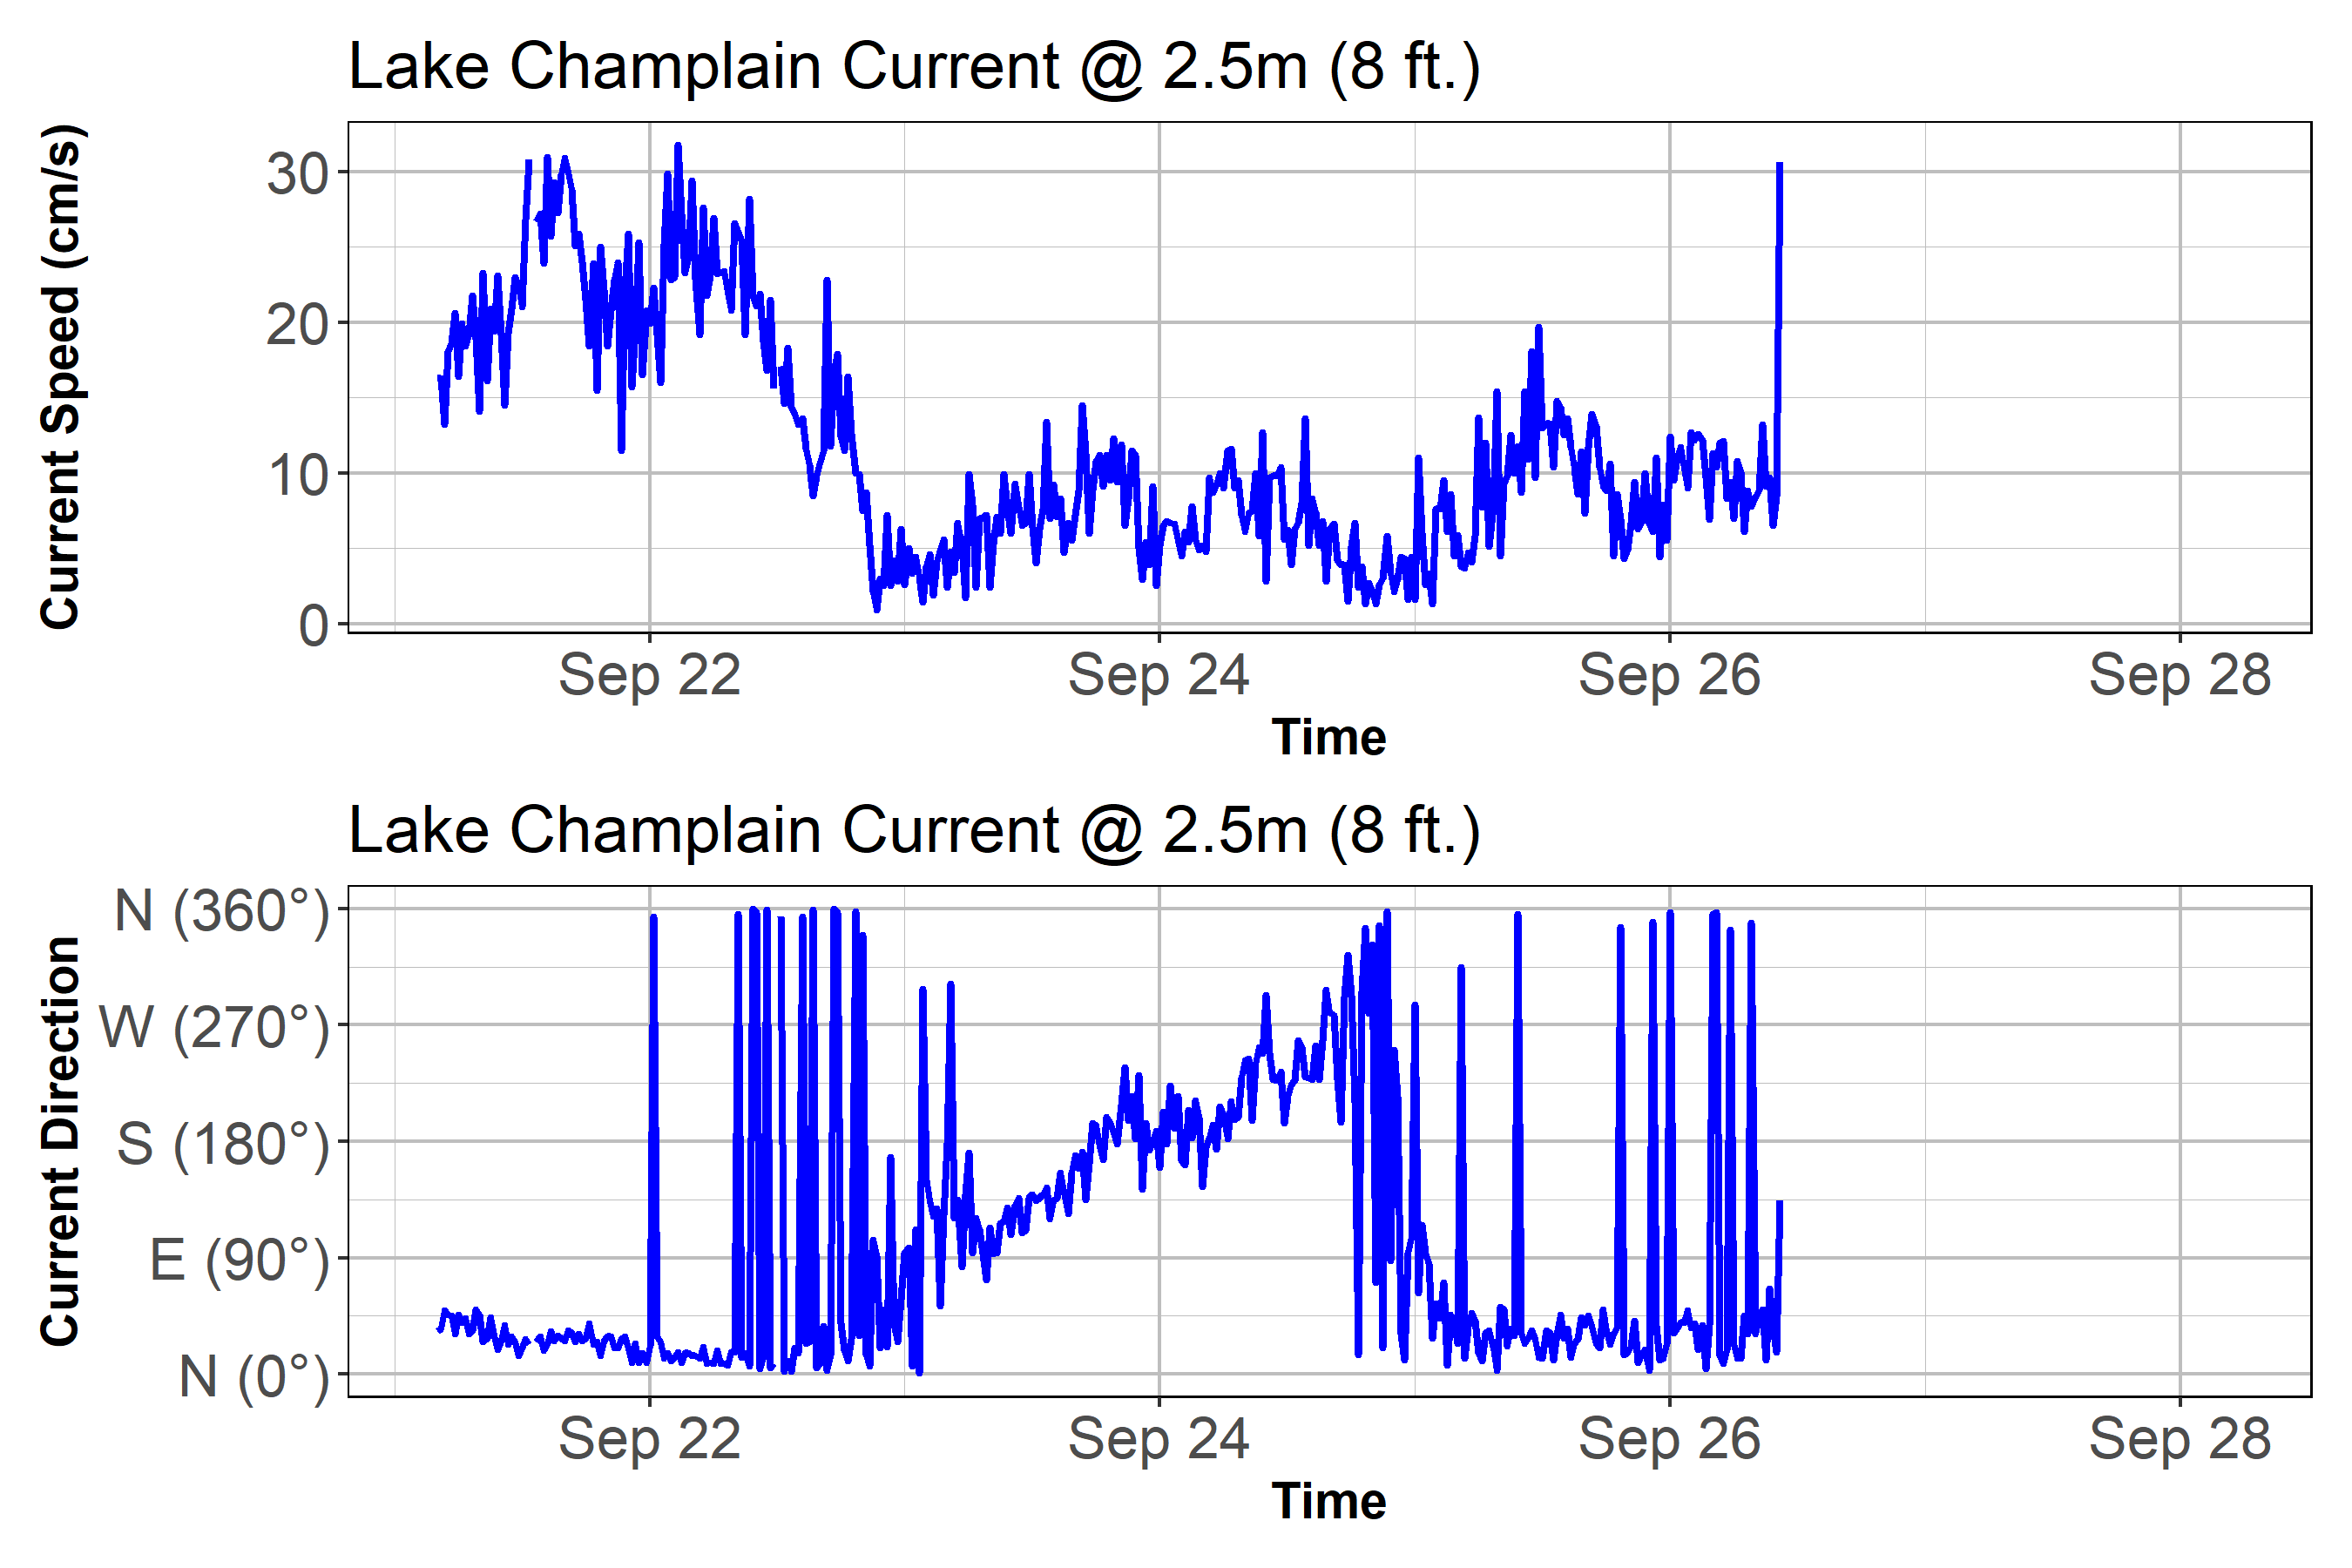 Lake Champlain Current @ 2.5m (8 ft.)
Current Speed (cm/s)
30
20
10
0
Sep 22 Sep 24 Sep 26 Sep 28
Time
Lake Champlain Current @ 2.5m (8 ft.)
Current Direction
N (360°)
W (270°)
S (180°)
E (90°)
N (0°)
Sep 22 Sep 24 Sep 26 Sep 28
Time